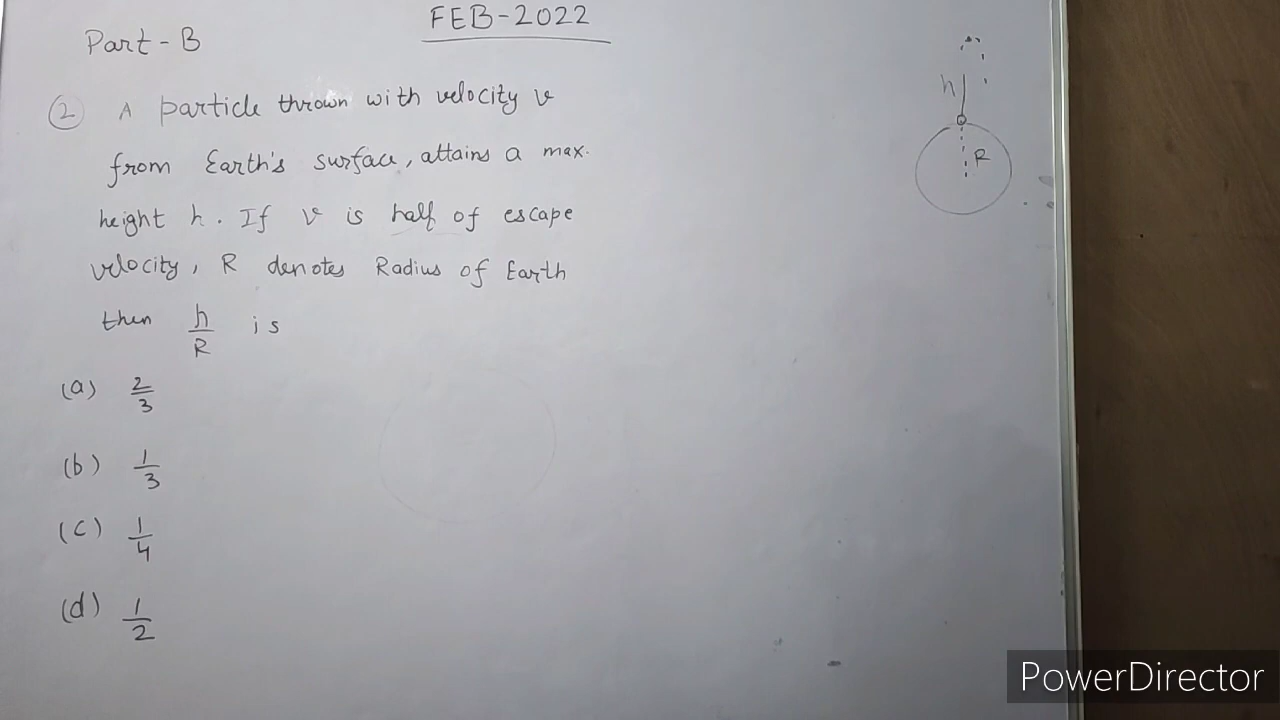 FEB-2022
Part-B
(2) A particle thrown with velocity v
from Earth's surface, attains a max.
height h. If v is half of escape
velocity, R denotes Radius of Earth
then h/R is
(a) 2/3
(b) 1/3
(c) 1/4
(d) 1/2
h
R
PowerDirector